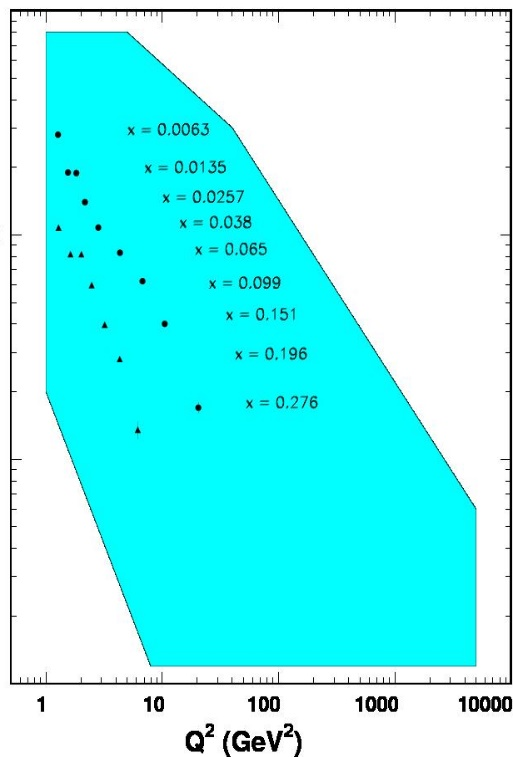 x = 0.0063
x = 0.0135
x = 0.0257
x = 0.038
x = 0.065
x = 0.099
x = 0.151
x = 0.196
x = 0.276
1 10 100 1000 10000
Q² (GeV²)